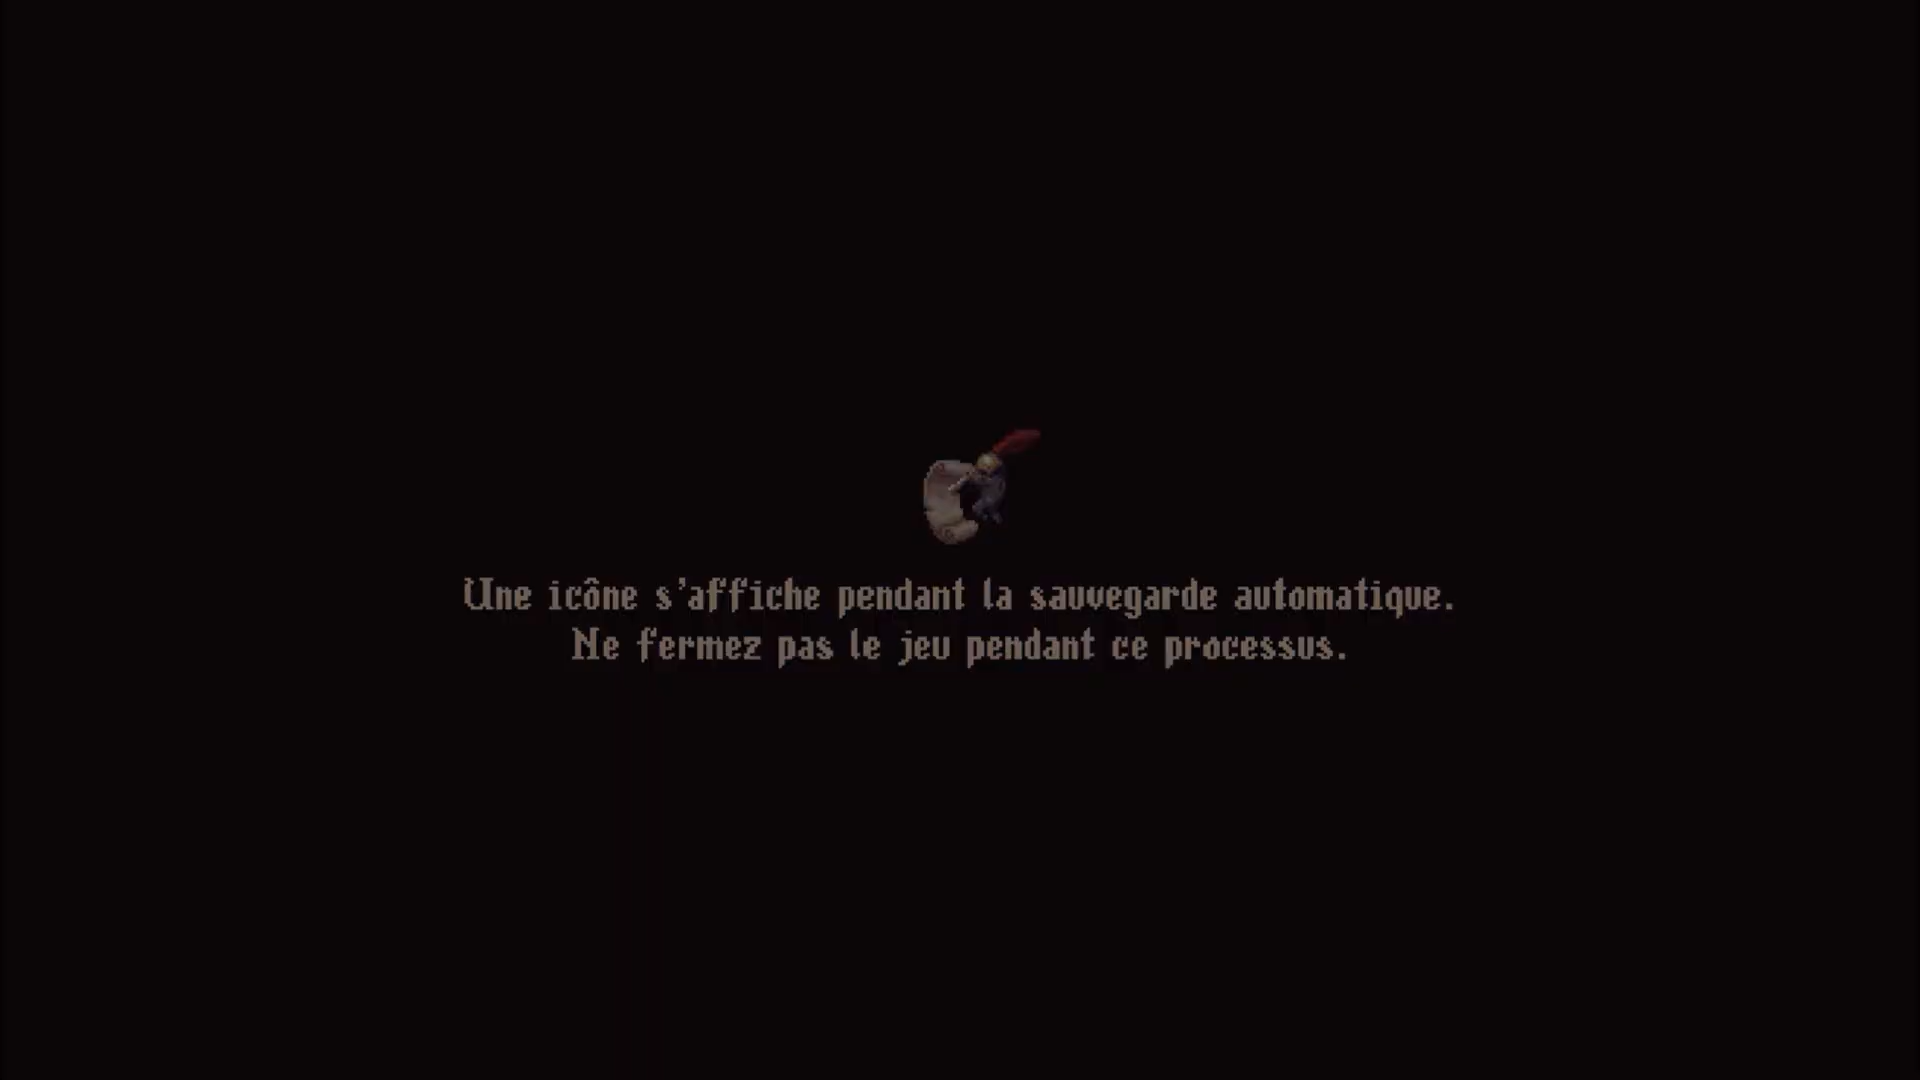 Une icône s'affiche pendant la sauvegarde automatique.
Ne fermez pas le jeu pendant ce processus.